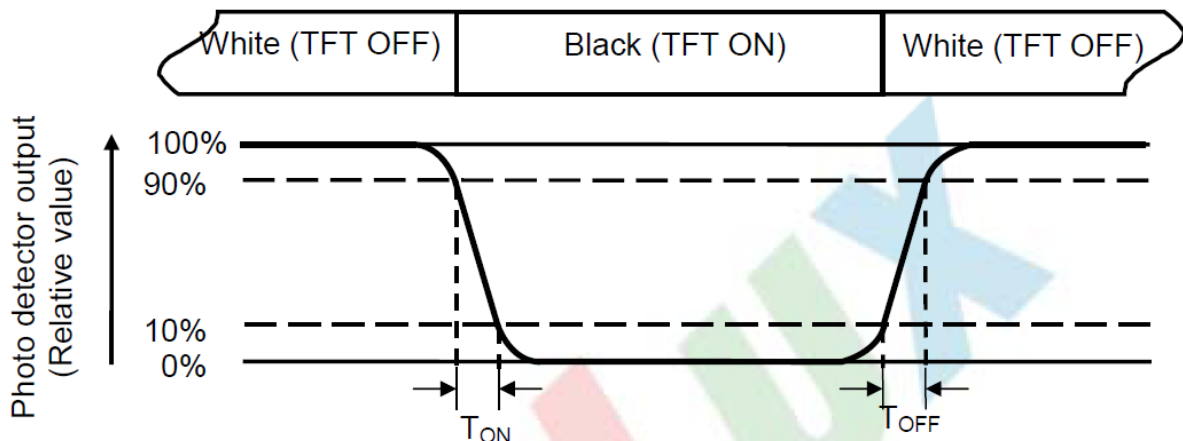 White (TFT OFF) Black (TFT ON) White (TFT OFF)
Photo detector output
(Relative value)
100%
90%
10%
0%
TON
TOFF